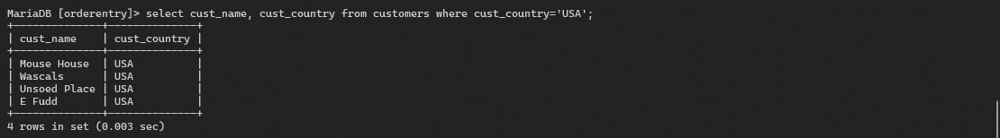 MariaDB [orderentry]> select cust_name, cust_country from customers where cust_country='USA';
+--------------+--------------+
| cust_name    | cust_country |
+--------------+--------------+
| Mouse House  | USA          |
| Wascals      | USA          |
| Unsoed Place | USA          |
| E Fudd       | USA          |
+--------------+--------------+
4 rows in set (0.003 sec)